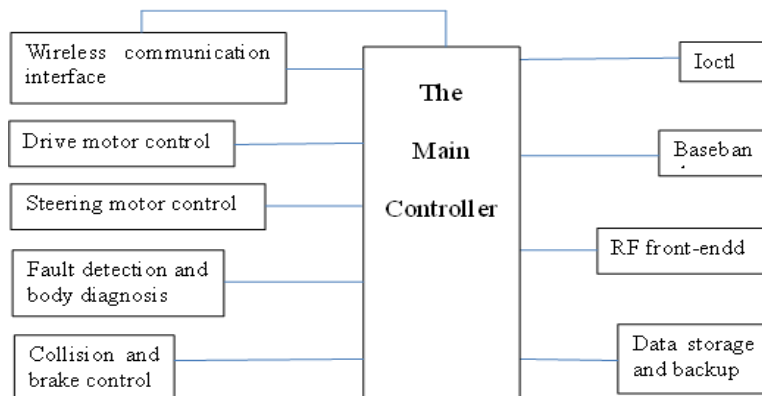 Wireless communication
interface
Drive motor control
Steering motor control
Fault detection and
body diagnosis
Collision and
brake control
The
Main
Controller
Ioctl
Baseban
RF front-endd
Data storage
and backup